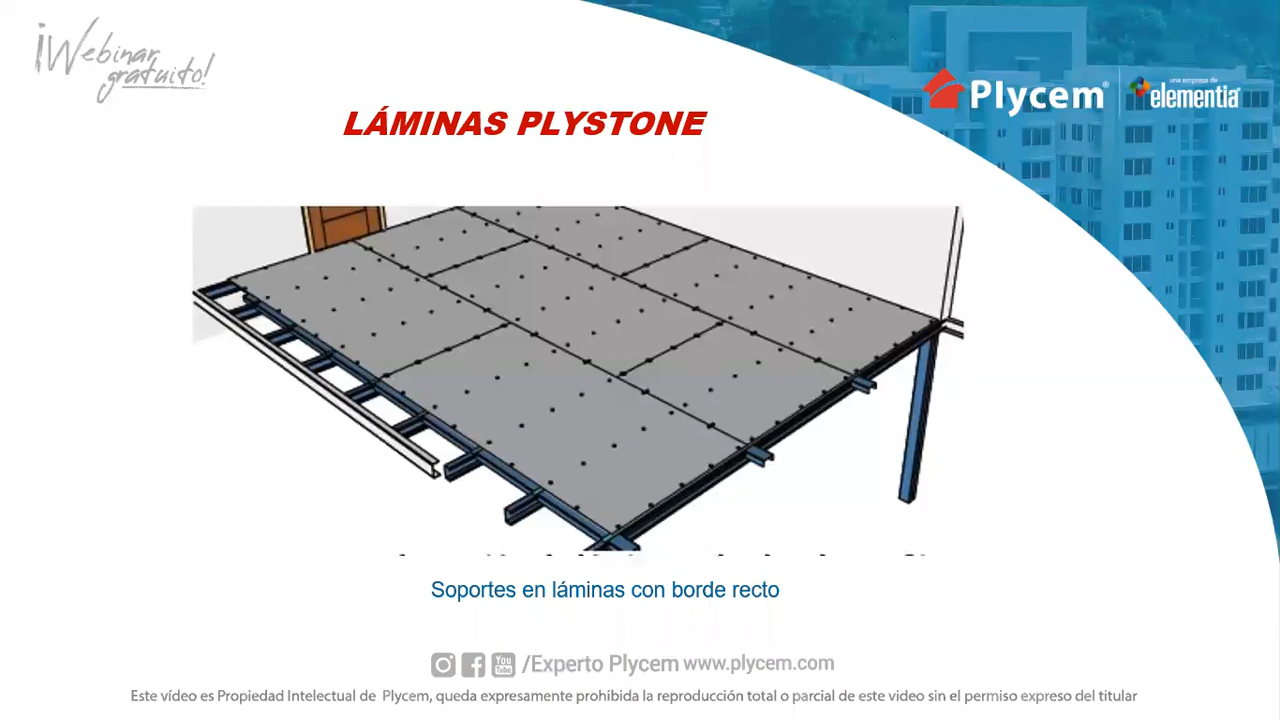 ¡Webinar
gratuito!
Plycem®
una empresa de
elementia®
LÁMINAS PLYSTONE
Soportes en láminas con borde recto
You
Tube
/Experto Plycem www.plycem.com
Este vídeo es Propiedad Intelectual de Plycem, queda expresamente prohibida la reproducción total o parcial de este video sin el permiso expreso del titular